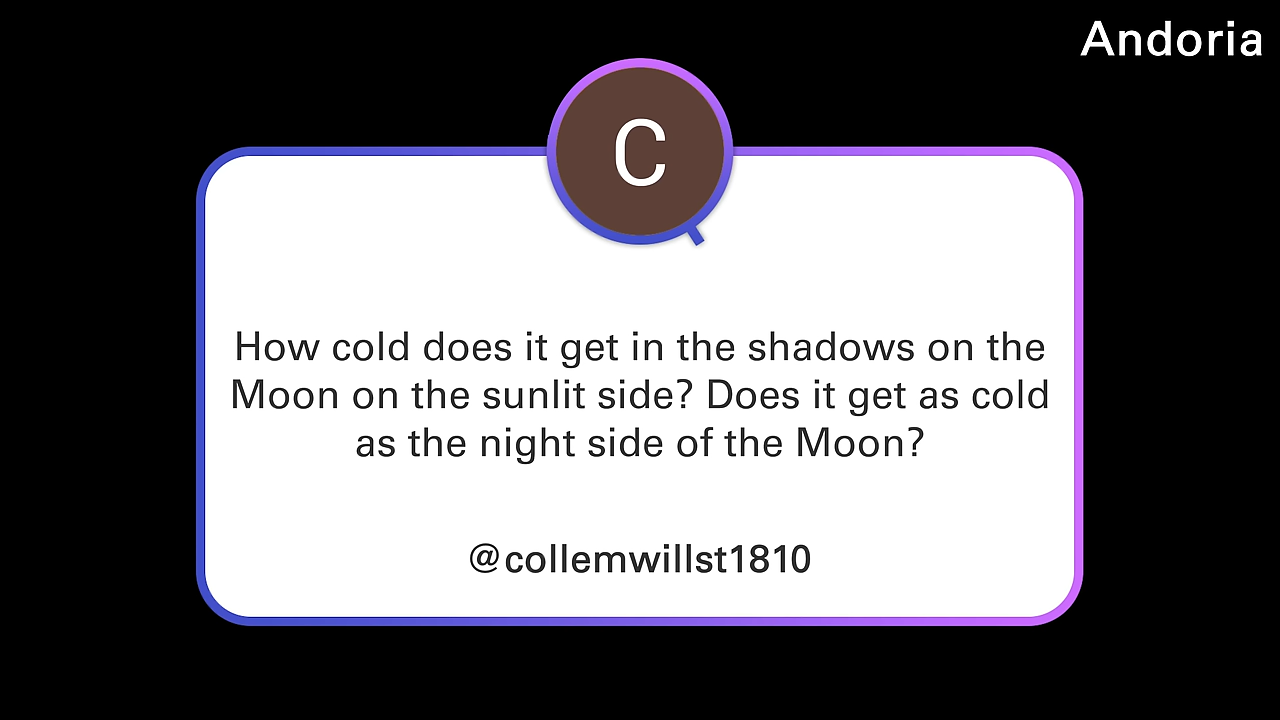 Andoria
C
How cold does it get in the shadows on the
Moon on the sunlit side? Does it get as cold
as the night side of the Moon?
@collemwillst1810